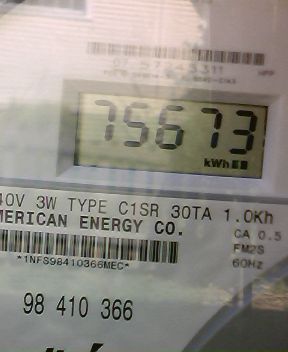 75673
kWh
40V 3W TYPE C1SR 30TA 1.0Kh
MERICAN ENERGY CO.
CA 0.5
FM2S
60Hz
*1NFS98410366MEC*
98 410 366